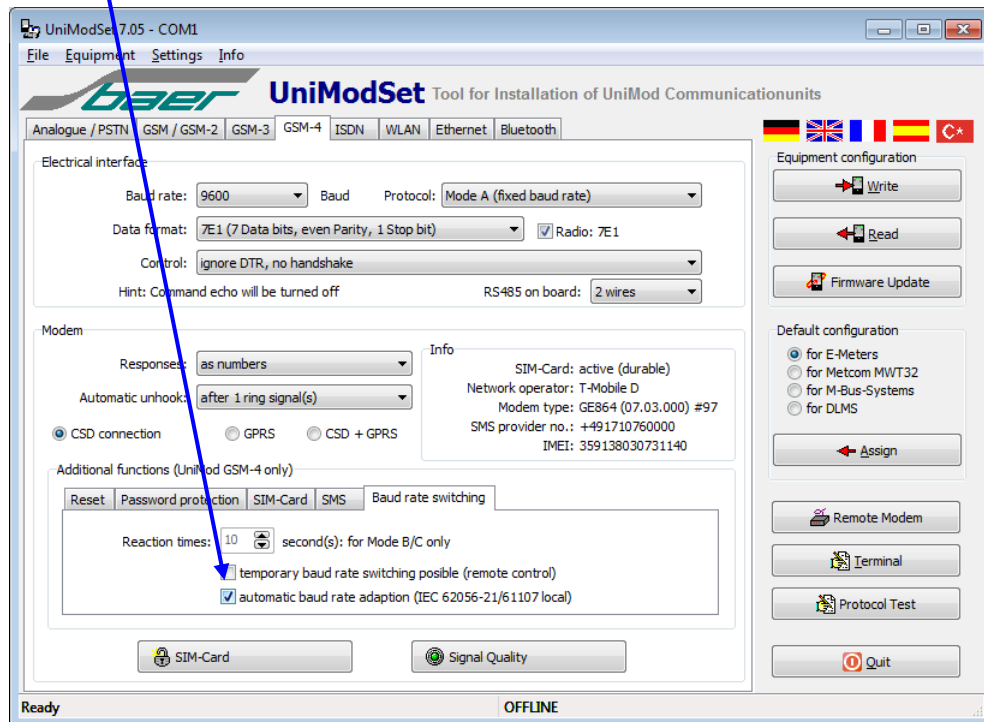 UniModSet 7.05 - COM1
File Equipment Settings Info
baer UniModSet Tool for Installation of UniMod Communicationunits
Analogue / PSTN GSM / GSM-2 GSM-3 GSM-4 ISDN WLAN Ethernet Bluetooth
Electrical interface
Baud rate: 9600 Baud Protocol: Mode A (fixed baud rate)
Data format: 7E1 (7 Data bits, even Parity, 1 Stop bit) Radio: 7E1
Control: ignore DTR, no handshake
Hint: Command echo will be turned off RS485 on board: 2 wires
Modem
Responses: as numbers
Automatic unhook: after 1 ring signal(s)
CSD connection GPRS CSD + GPRS
Info
SIM-Card: active (durable)
Network operator: T-Mobile D
Modem type: GE864 (07.03.000) #97
SMS provider no.: +491710760000
IMEI: 359138030731140
Additional functions (UniMod GSM-4 only)
Reset Password protection SIM-Card SMS Baud rate switching
Reaction times: 10 second(s): for Mode B/C only
temporary baud rate switching posible (remote control)
automatic baud rate adaption (IEC 62056-21/61107 local)
SIM-Card Signal Quality
Equipment configuration
Write
Read
Firmware Update
Default configuration
for E-Meters
for Metcom MWT32
for M-Bus-Systems
for DLMS
Assign
Remote Modem
Terminal
Protocol Test
Quit
Ready OFFLINE